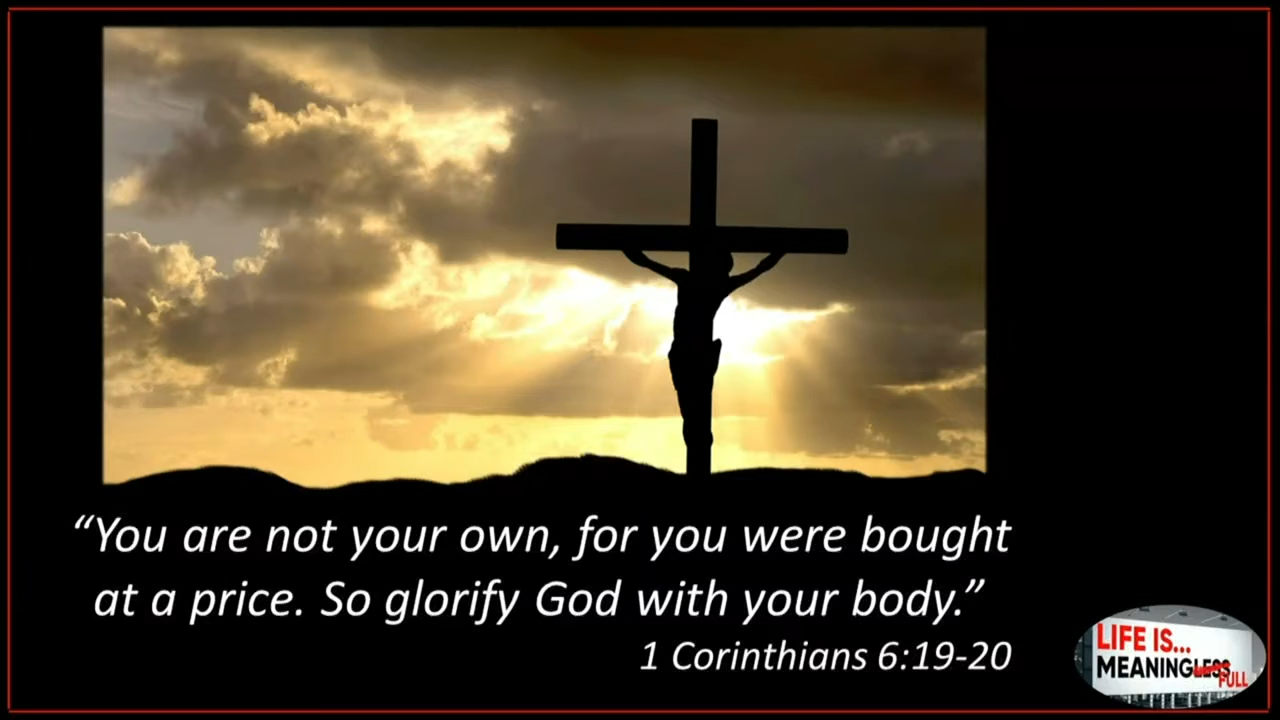 “You are not your own, for you were bought
at a price. So glorify God with your body.”
1 Corinthians 6:19-20
LIFE IS...
MEANINGLESS
FULL